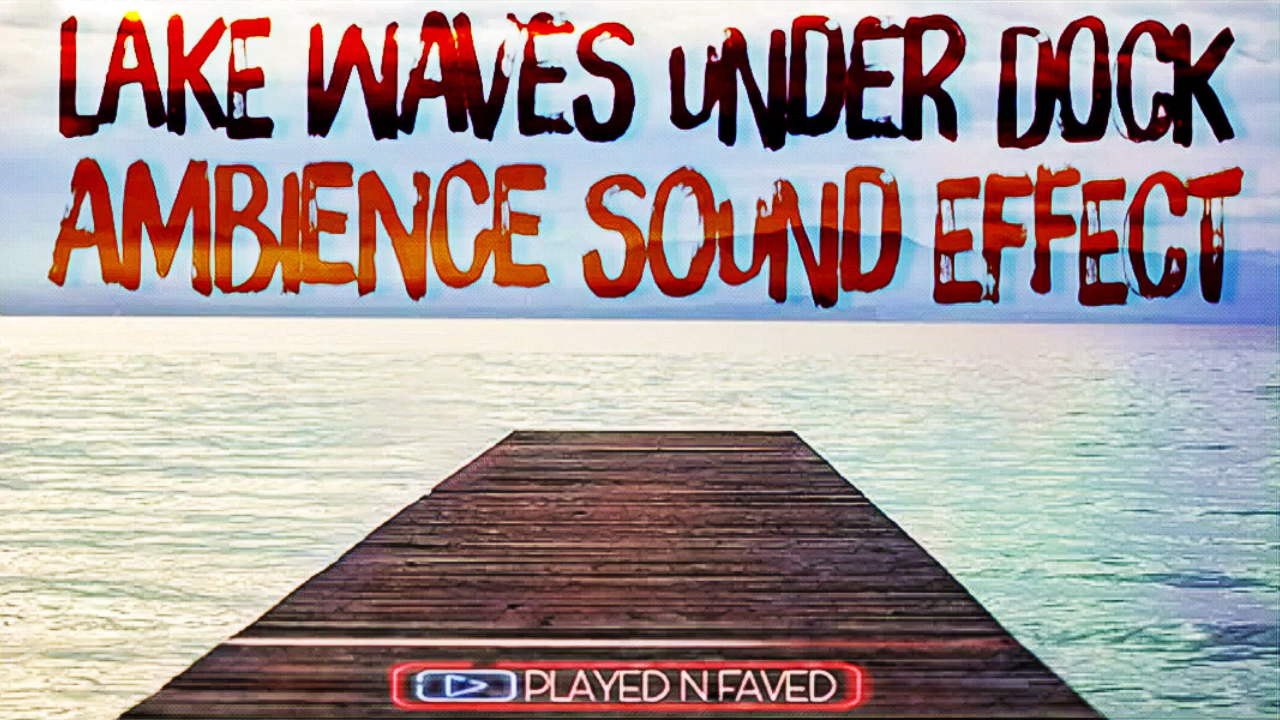 LAKE WAVES UNDER DOCK
AMBIENCE SOUND EFFECT
PLAYED N FAVED